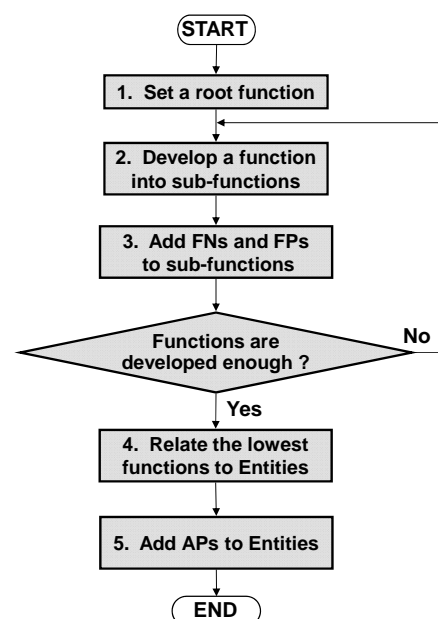 START
1. Set a root function
2. Develop a function
into sub-functions
3. Add FNs and FPs
to sub-functions
Functions are
developed enough ?
No
Yes
4. Relate the lowest
functions to Entities
5. Add APs to Entities
END